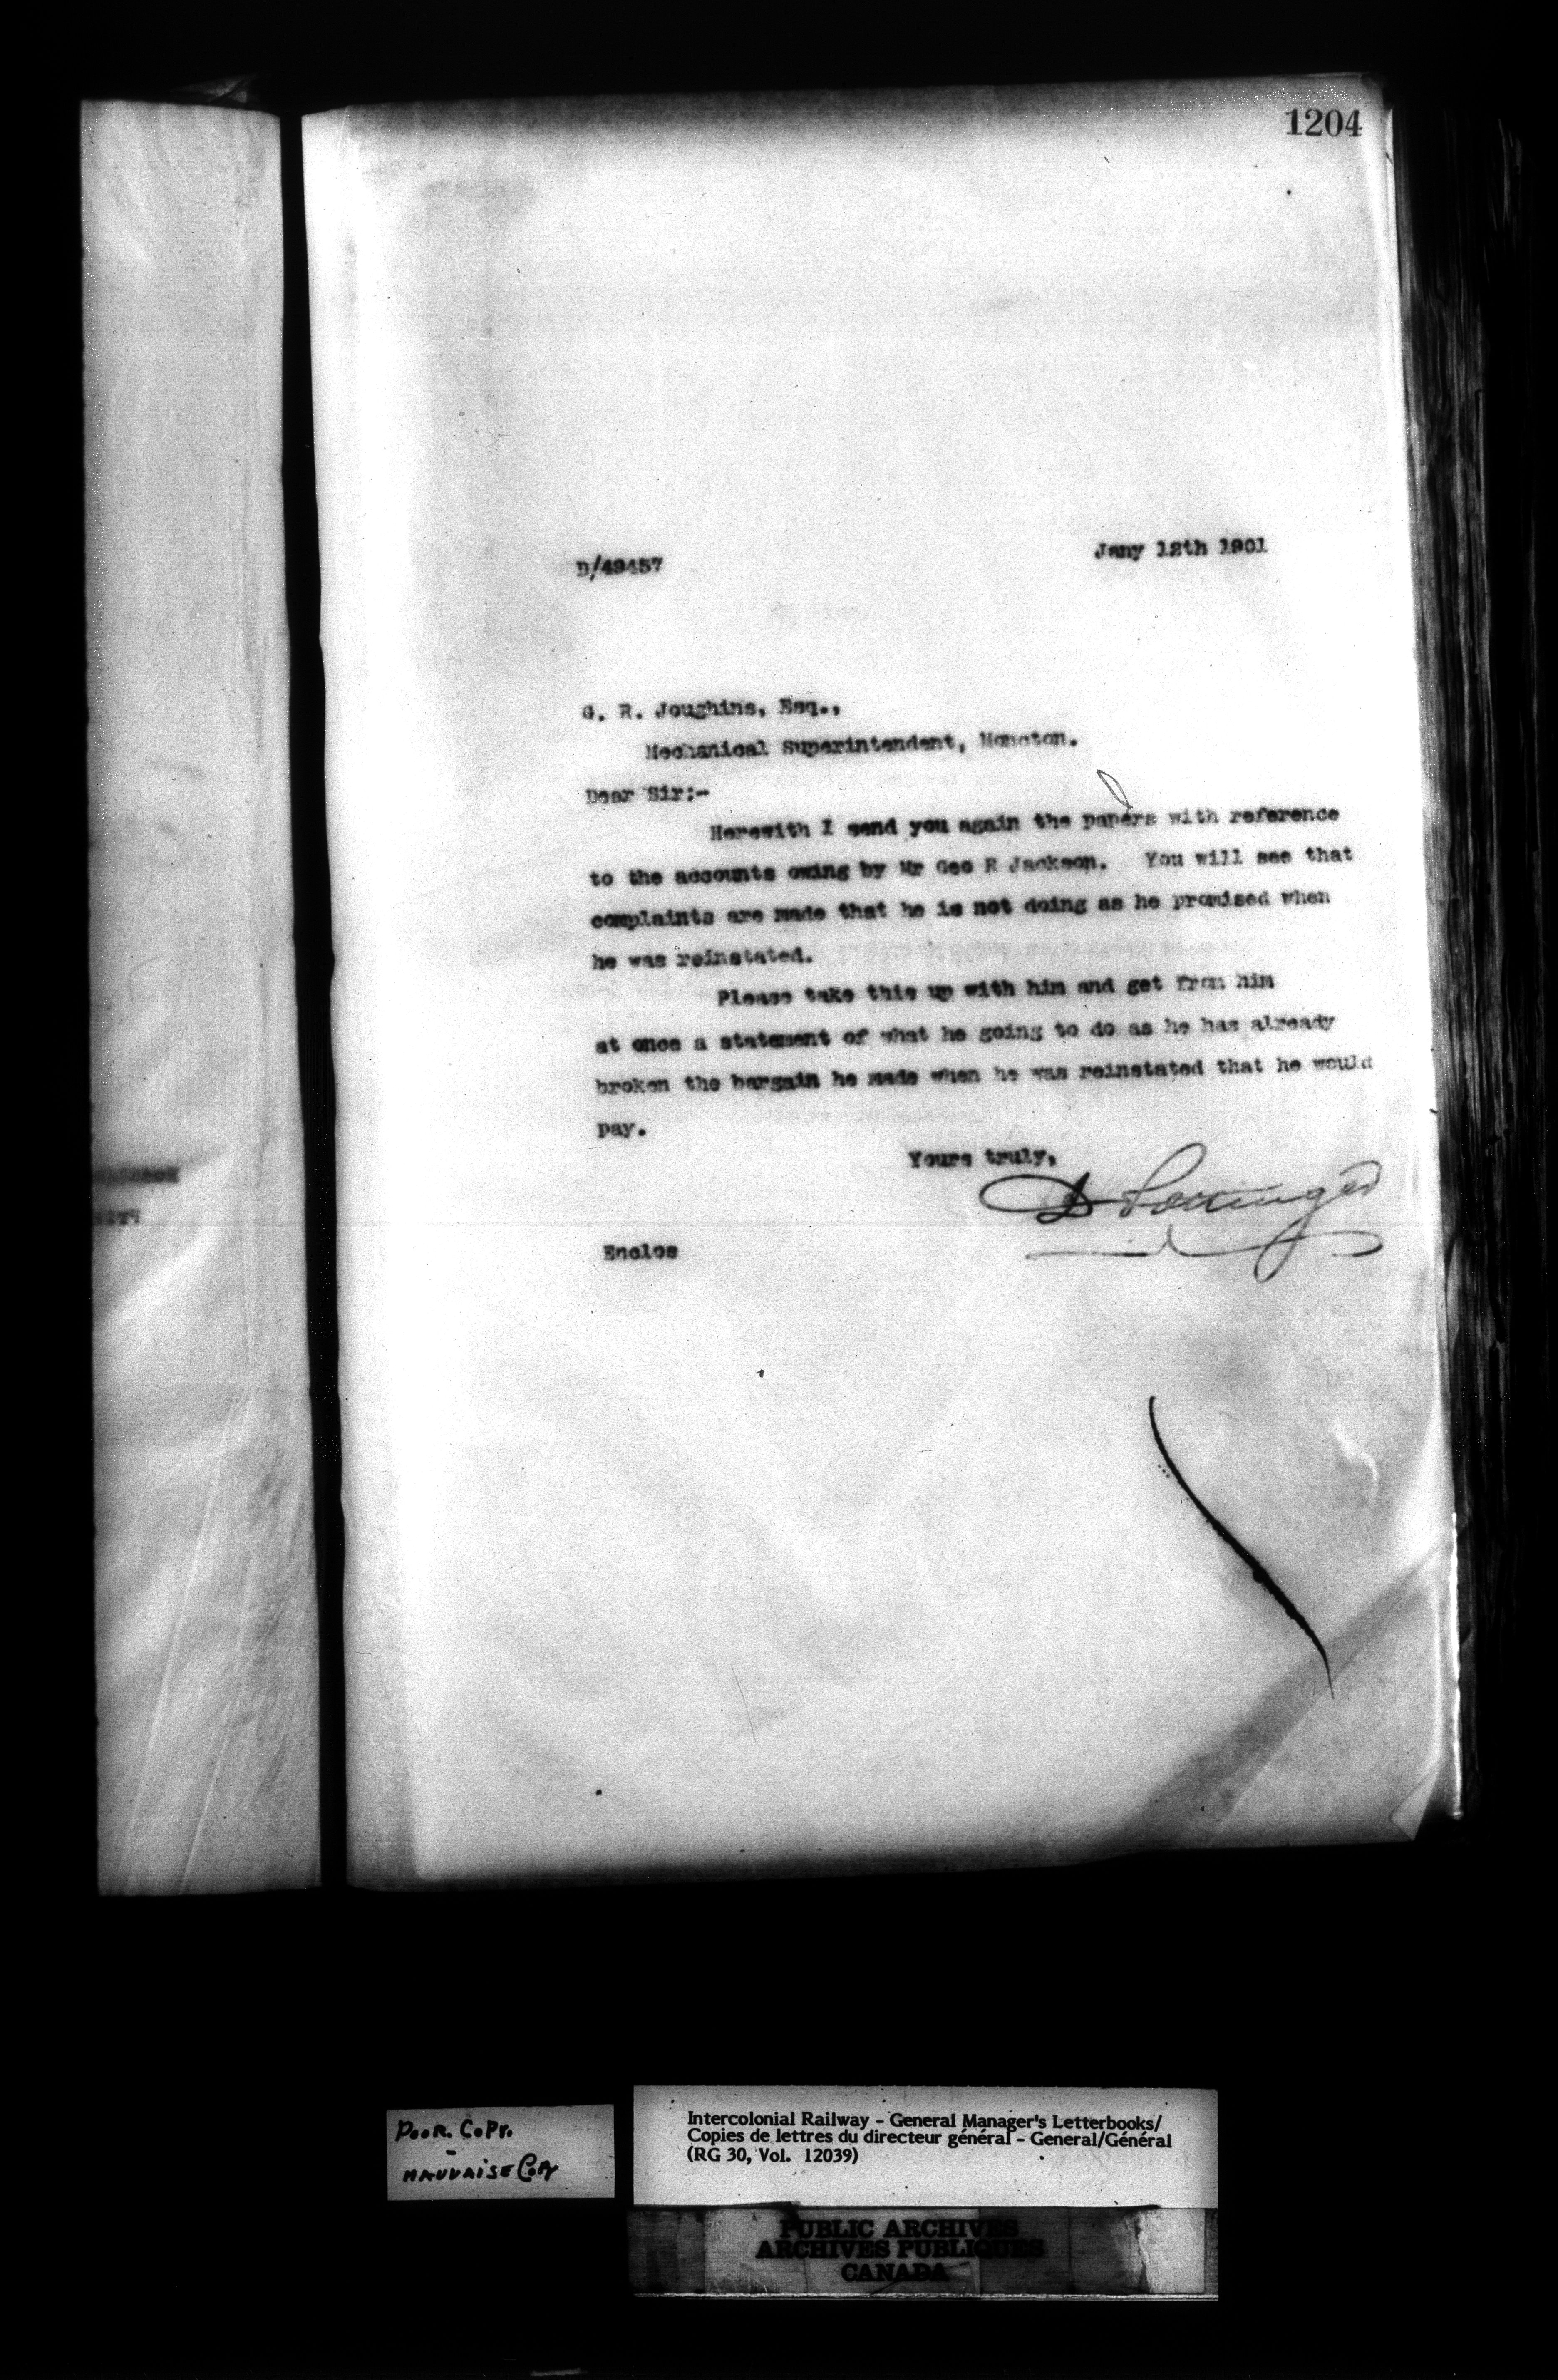 1204
D/49457
Jany 12th 1901
G. R. Joughins, Esq.,
Mechanical Superintendent, Moncton.
Dear Sir:-
Herewith I send you again the papers with reference
to the accounts owing by Mr Geo R Jackson. You will see that
complaints are made that he is not doing as he promised when
he was reinstated.
Please take this up with him and get from him
at once a statement of what he going to do as he has already
broken the bargain he made when he was reinstated that he would
pay.
Yours truly,
D Pottinger
Enclos
POOR. COPY.
-
MAUVAISE COPY
Intercolonial Railway - General Manager's Letterbooks/
Copies de lettres du directeur général - General/Général
(RG 30, Vol. 12039)
PUBLIC ARCHIVES
ARCHIVES PUBLIQUES
CANADA